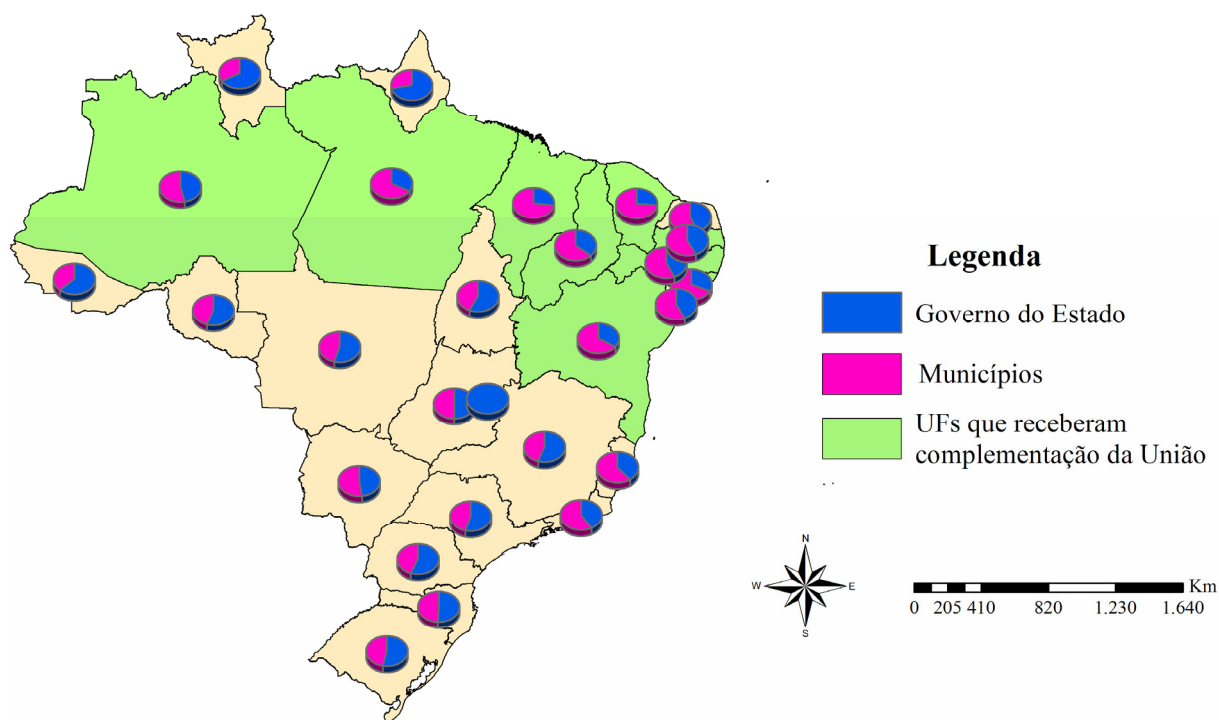 Legenda
Governo do Estado
Municípios
UFs que receberam
complementação da União
N
W
E
S
Km
0 205 410 820 1.230 1.640